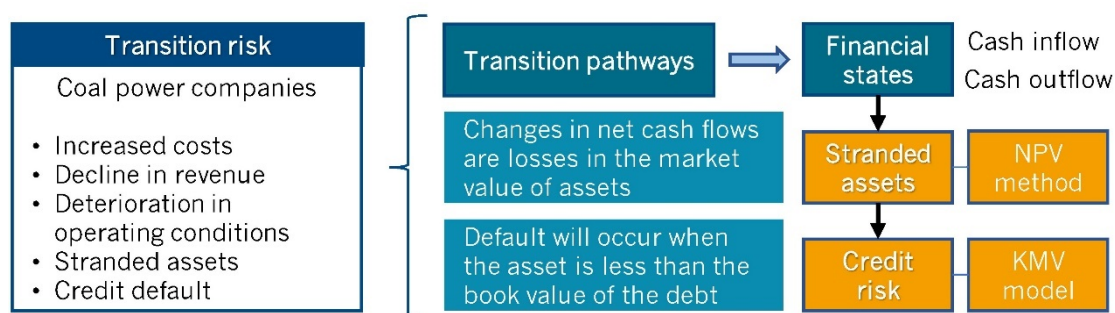 Transition risk
Coal power companies
• Increased costs
• Decline in revenue
• Deterioration in
operating conditions
• Stranded assets
• Credit default
Transition pathways
Financial
states
Cash inflow
Cash outflow
Changes in net cash flows
are losses in the market
value of assets
Stranded
assets
NPV
method
Default will occur when
the asset is less than the
book value of the debt
Credit
risk
KMV
model